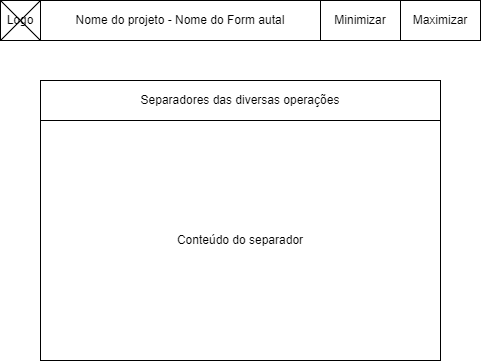 Logo
Nome do projeto - Nome do Form autal
Minimizar
Maximizar
Separadores das diversas operações
Conteúdo do separador